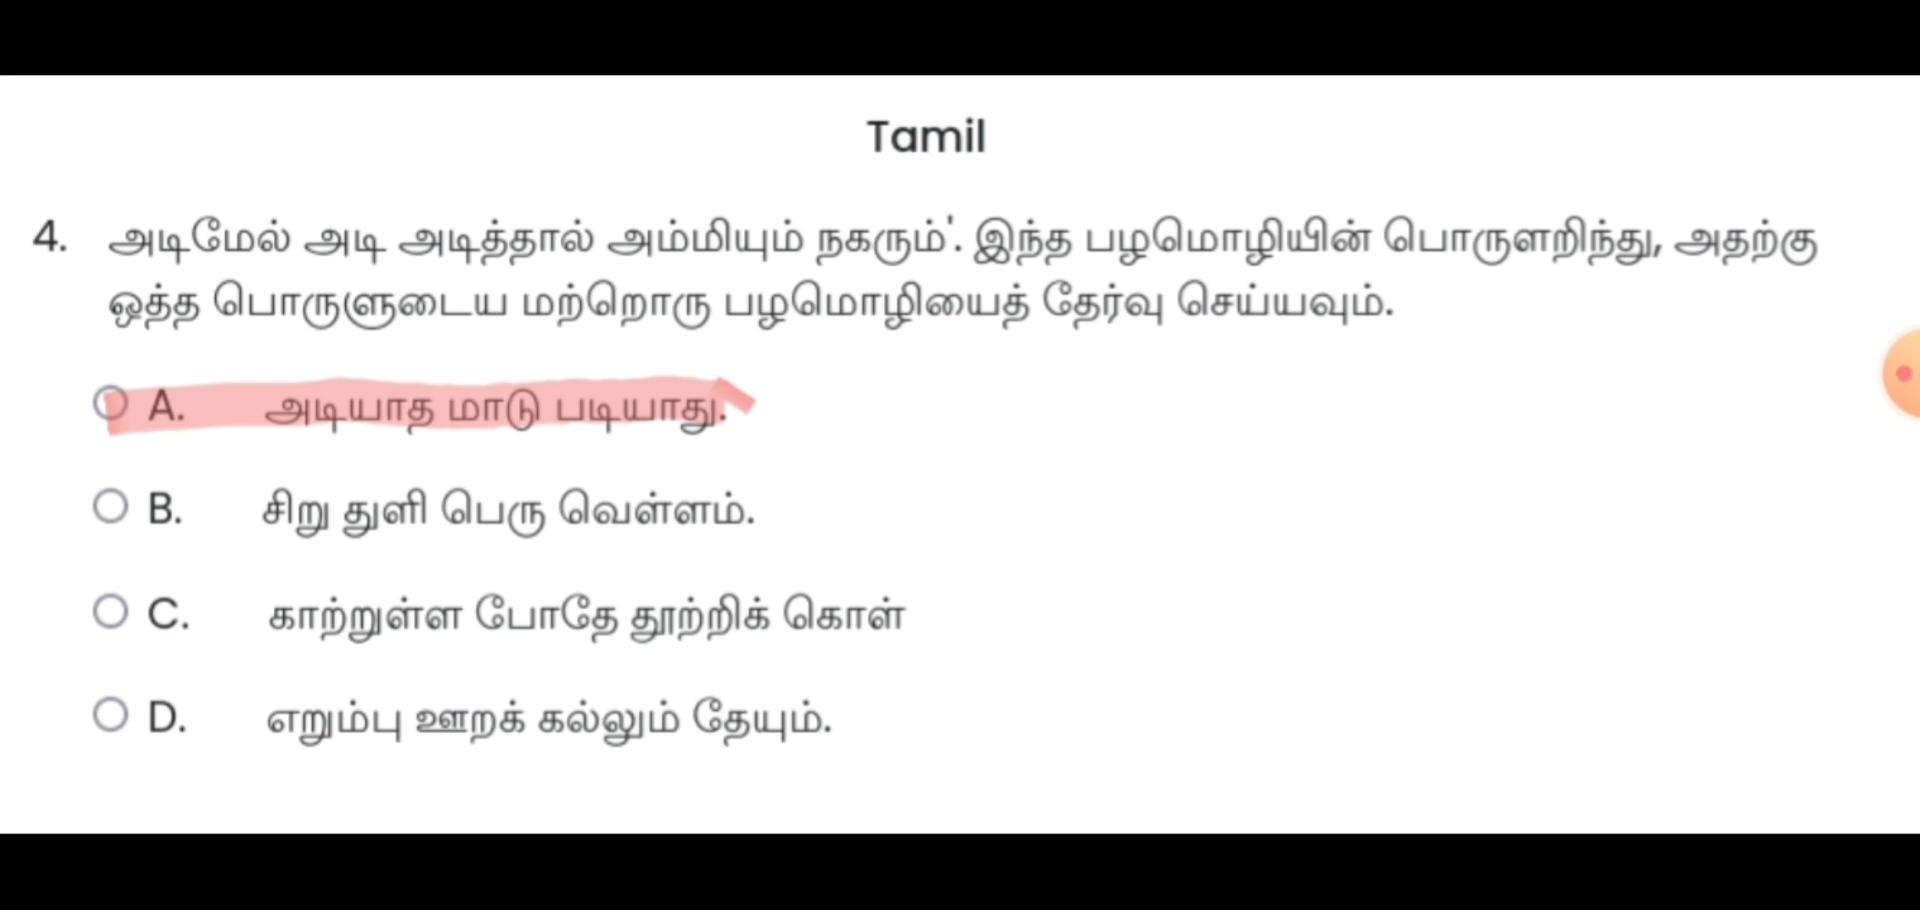 Tamil
4. அடிமேல் அடி அடித்தால் அம்மியும் நகரும்'. இந்த பழமொழியின் பொருளறிந்து, அதற்கு
ஒத்த பொருளுடைய மற்றொரு பழமொழியைத் தேர்வு செய்யவும்.
A. அடியாத மாடு படியாது.
B. சிறு துளி பெரு வெள்ளம்.
C. காற்றுள்ள போதே தூற்றிக் கொள்
D. எறும்பு ஊறக் கல்லும் தேயும்.